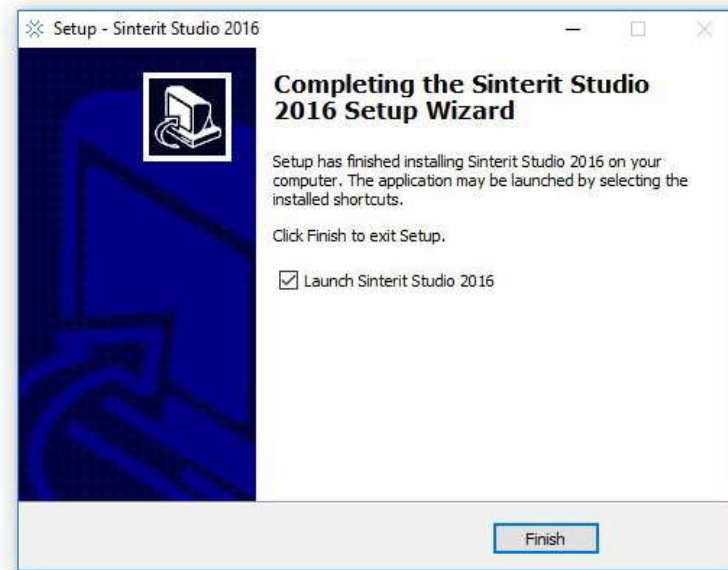 Setup - Sinterit Studio 2016
Completing the Sinterit Studio
2016 Setup Wizard
Setup has finished installing Sinterit Studio 2016 on your
computer. The application may be launched by selecting the
installed shortcuts.
Click Finish to exit Setup.
Launch Sinterit Studio 2016
Finish